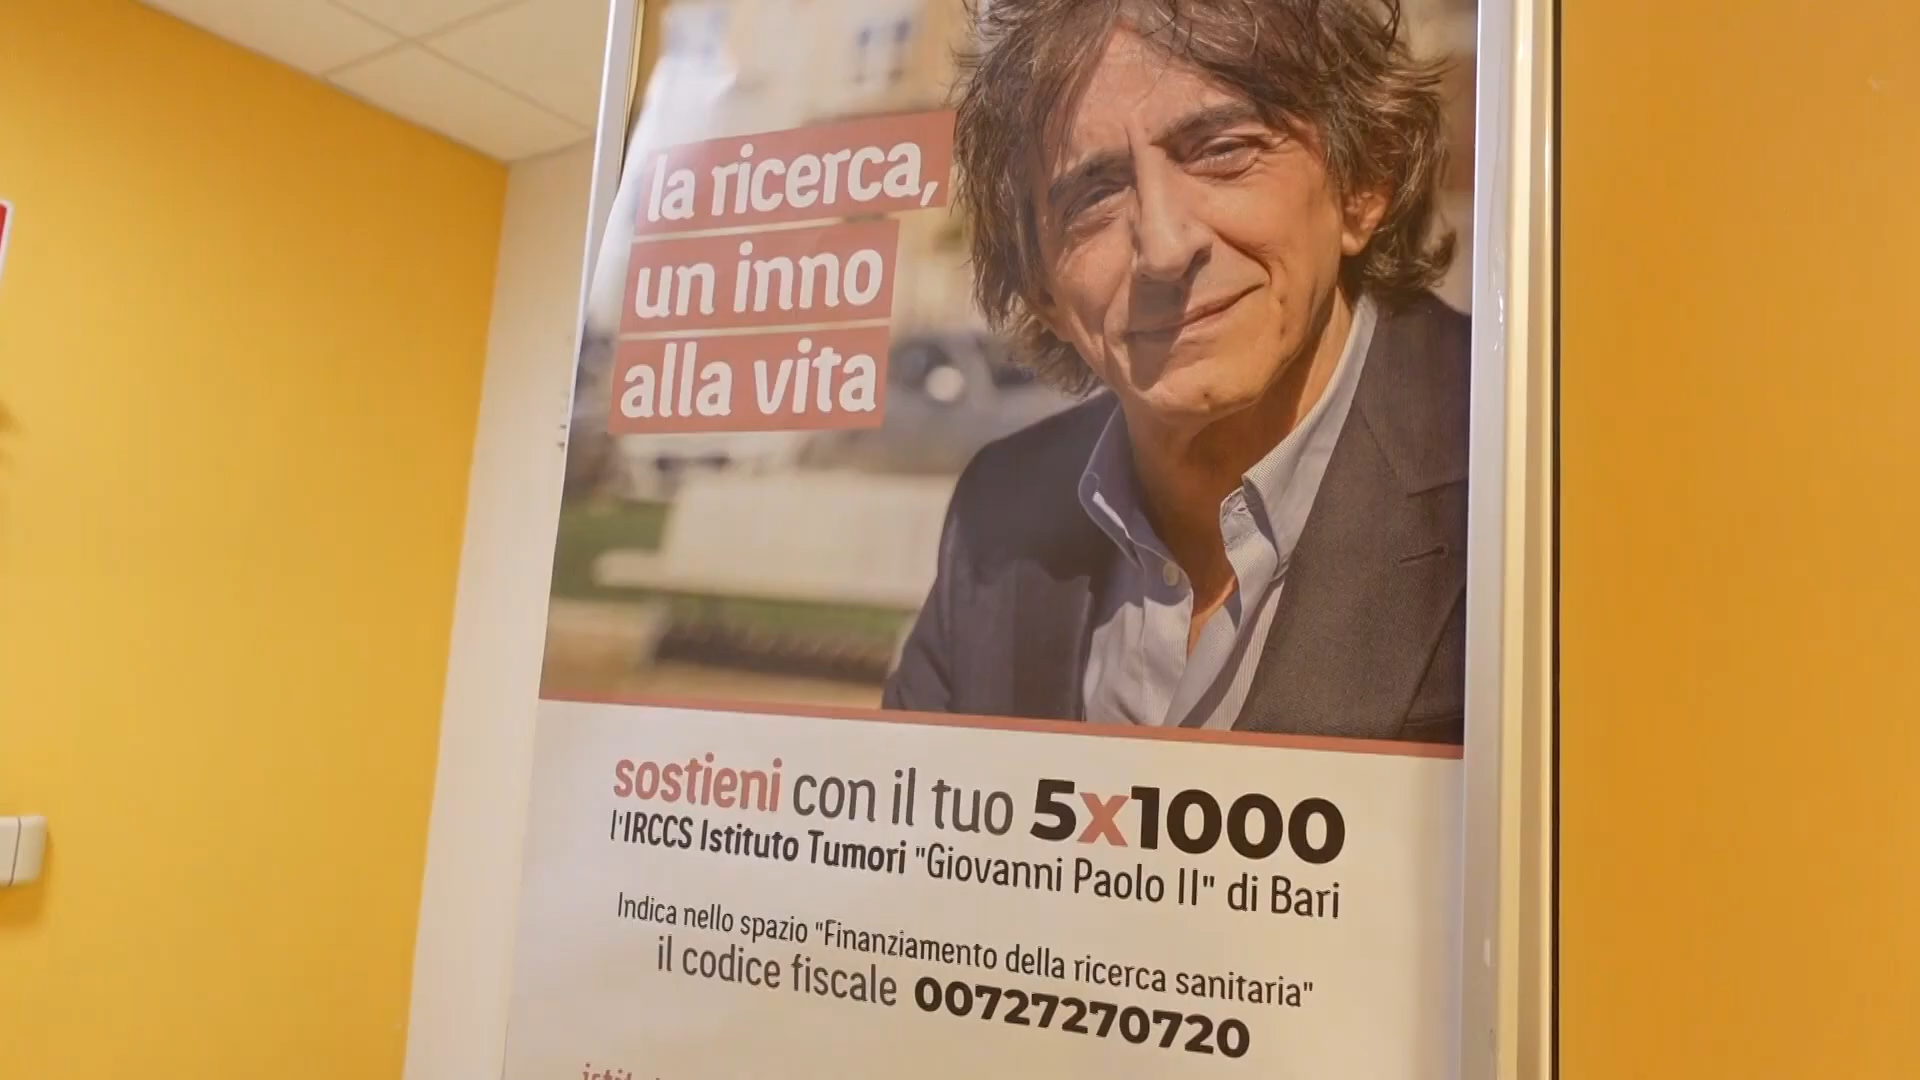 la ricerca,
un inno
alla vita
sostieni con il tuo 5x1000
l'IRCCS Istituto Tumori "Giovanni Paolo II" di Bari
Indica nello spazio "Finanziamento della ricerca sanitaria"
il codice fiscale 00727270720